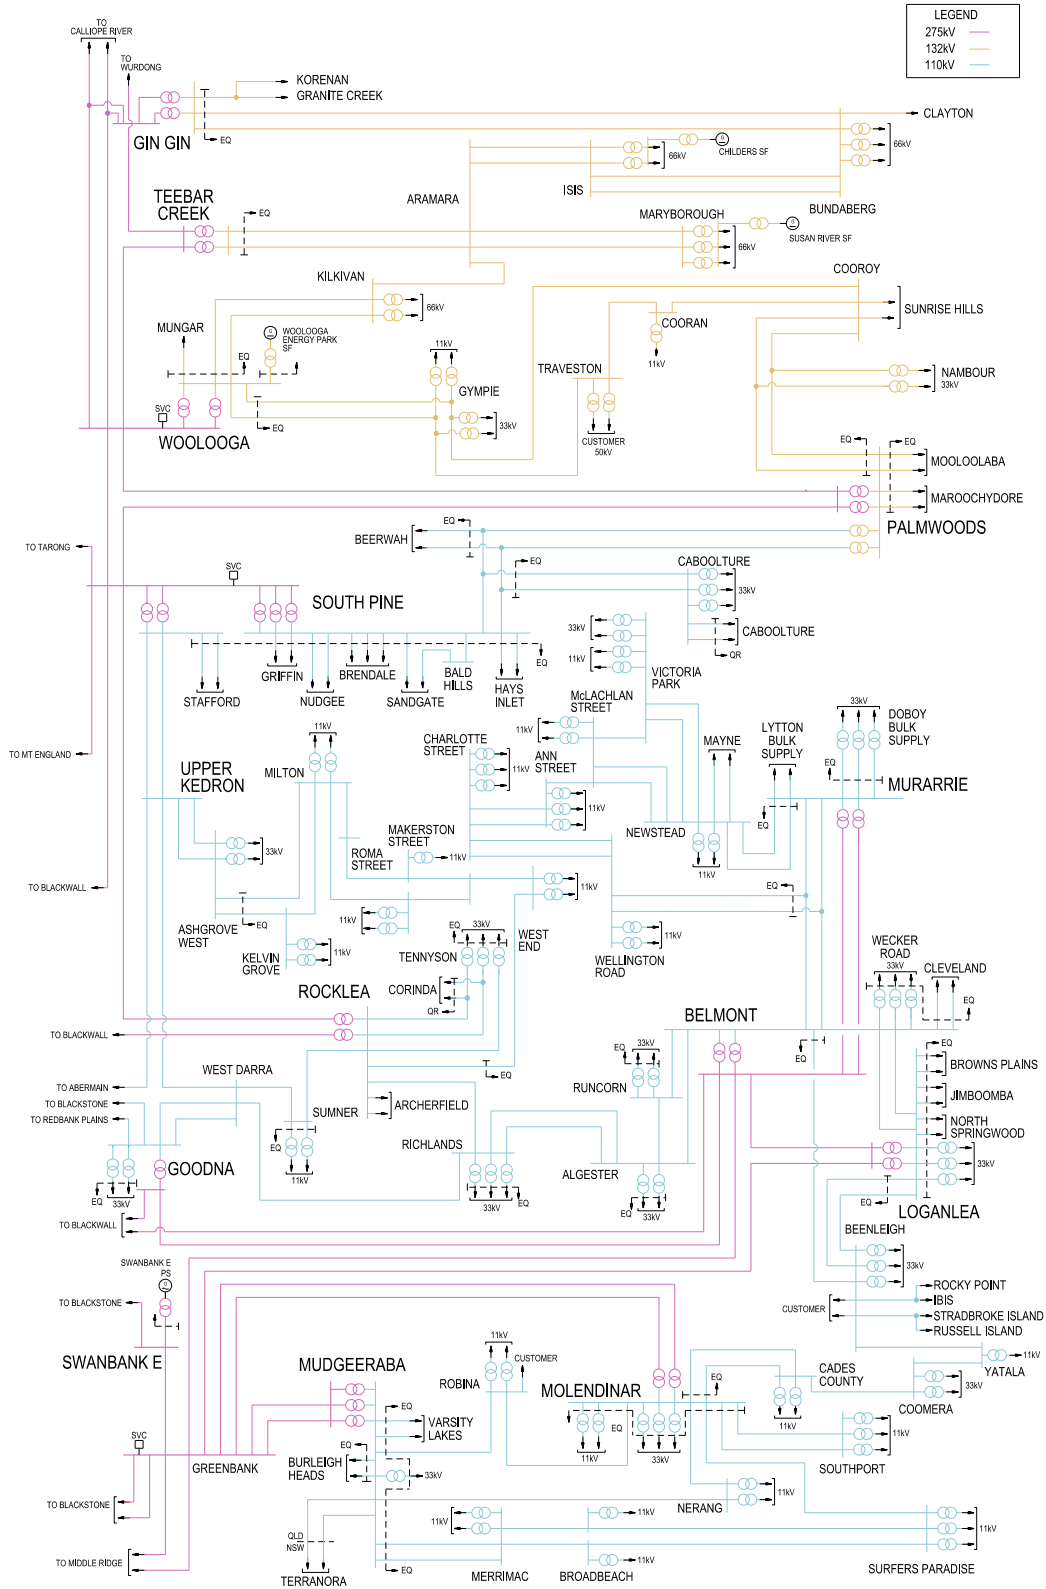 TO
CALLIOPE RIVER
LEGEND
275kV
132kV
110kV
TO
WURDONG
KORENAN
GRANITE CREEK
CLAYTON
EQ
GIN GIN
66kV
G
CHILDERS SF
66kV
ISIS
ARAMARA
BUNDABERG
TEEBAR
CREEK
EQ
MARYBOROUGH
G
SUSAN RIVER SF
66kV
KILKIVAN
COOROY
66kV
SUNRISE HILLS
COORAN
11kV
MUNGAR
G
WOOLOOGA
ENERGY PARK
SF
EQ
11kV
GYMPIE
TRAVESTON
NAMBOUR
33kV
SVC
WOOLOOGA
EQ
33kV
CUSTOMER
50kV
EQ
EQ
MOOLOOLABA
MAROOCHYDORE
PALMWOODS
EQ
BEERWAH
TO TARONG
SVC
EQ
CABOOLTURE
33kV
SOUTH PINE
CABOOLTURE
QR
33kV
11kV
VICTORIA
PARK
EQ
STAFFORD
GRIFFIN
NUDGEE
BRENDALE
SANDGATE
BALD
HILLS
HAYS
INLET
McLACHLAN
STREET
11kV
33kV
DOBOY
BULK
SUPPLY
TO MT ENGLAND
11kV
CHARLOTTE
STREET
11kV
ANN
STREET
MAYNE
LYTTON
BULK
SUPPLY
EQ
UPPER
KEDRON
MILTON
MURARRIE
11kV
EQ
NEWSTEAD
11kV
MAKERSTON
STREET
11kV
ROMA
STREET
33kV
TO BLACKWALL
11kV
EQ
ASHGROVE
WEST
EQ
11kV
WEST
END
KELVIN
GROVE
11kV
11kV
WELLINGTON
ROAD
33kV
EQ
TENNYSON
WECKER
ROAD
33kV
CLEVELAND
EQ
ROCKLEA
CORINDA
QR
BELMONT
TO BLACKWALL
EQ
EQ
33kV
EQ
EQ
BROWNS PLAINS
WEST DARRA
TO ABERMAIN
TO BLACKSTONE
TO REDBANK PLAINS
RUNCORN
JIMBOOMBA
SUMNER
ARCHERFIELD
NORTH
SPRINGWOOD
EQ
RICHLANDS
33kV
GOODNA
11kV
ALGESTER
EQ
33kV
EQ
33kV
EQ
EQ
33kV
EQ
LOGANLEA
TO BLACKWALL
BEENLEIGH
33kV
SWANBANK E
PS
G
TO BLACKSTONE
EQ
CUSTOMER
ROCKY POINT
IBIS
STRADBROKE ISLAND
RUSSELL ISLAND
SWANBANK E
11kV
CUSTOMER
MUDGEERABA
ROBINA
MOLENDINAR
EQ
CADES
COUNTY
11kV
YATALA
33kV
COOMERA
EQ
VARSITY
LAKES
EQ
EQ
11kV
33kV
11kV
11kV
SOUTHPORT
SVC
GREENBANK
EQ
BURLEIGH
HEADS
33kV
TO BLACKSTONE
11kV
NERANG
11kV
11kV
11kV
QLD
NSW
TO MIDDLE RIDGE
TERRANORA
EQ
MERRIMAC
BROADBEACH
11kV
SURFERS PARADISE